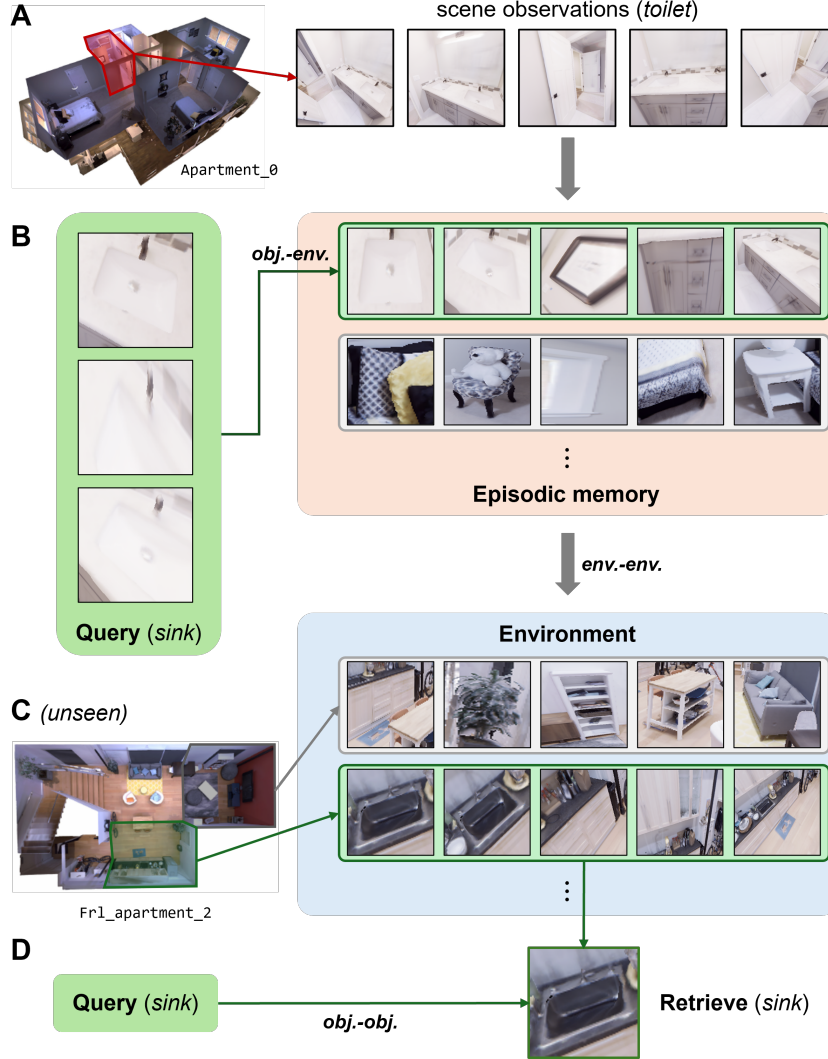 A
scene observations (toilet)
Apartment_0
B
obj.-env.
Episodic memory
Query (sink)
env.-env.
Environment
C
(unseen)
Frl_apartment_2
D
Query (sink)
obj.-obj.
Retrieve (sink)